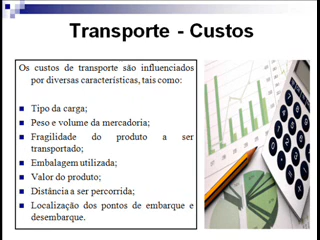 Transporte - Custos
Os custos de transporte são influenciados
por diversas características, tais como:
Tipo da carga;
Peso e volume da mercadoria;
Fragilidade do produto a ser
transportado;
Embalagem utilizada;
Valor do produto;
Distância a ser percorrida;
Localização dos pontos de embarque e
desembarque.